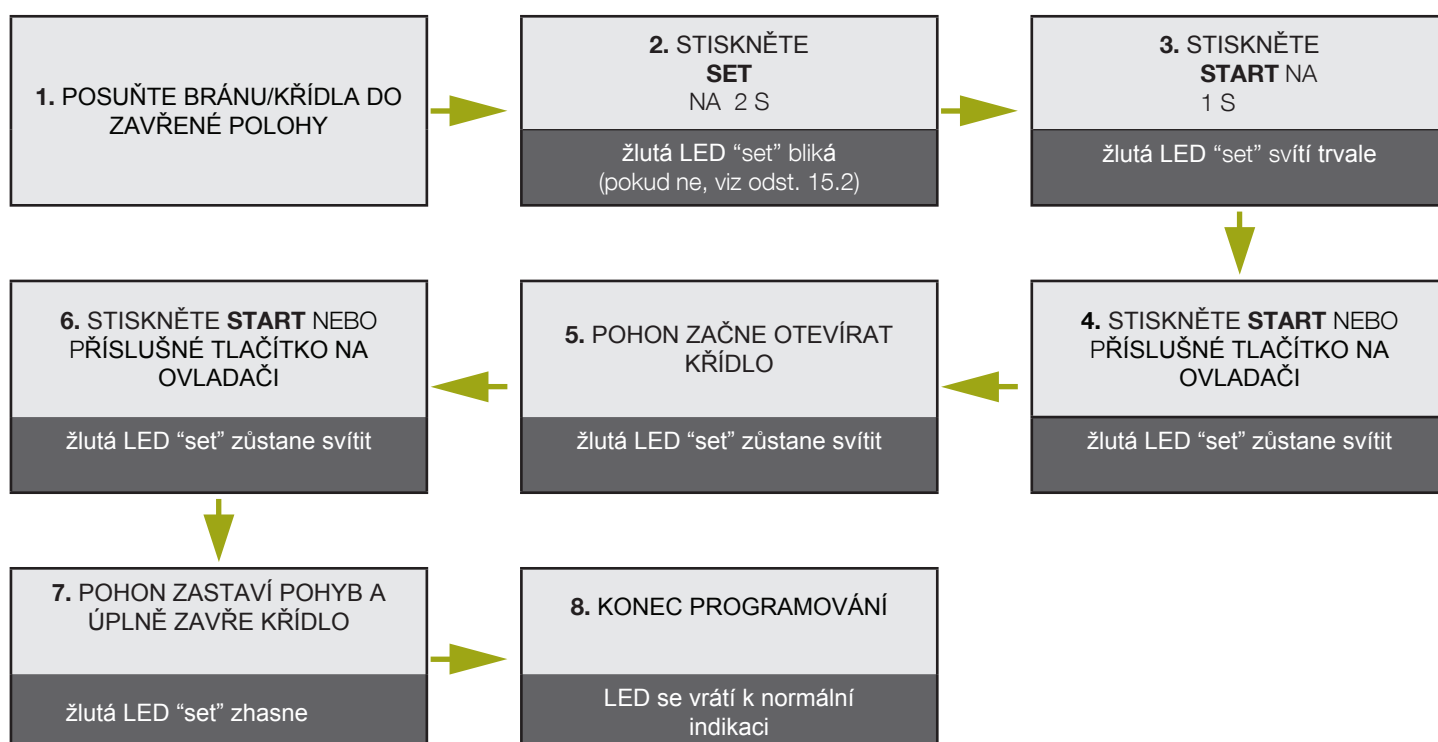 1. POSUŇTE BRÁNU/KŘÍDLA DO
ZAVŘENÉ POLOHY
2. STISKNĚTE
SET
NA 2 S
žlutá LED “set” bliká
(pokud ne, viz odst. 15.2)
3. STISKNĚTE
START NA
1 S
žlutá LED “set” svítí trvale
4. STISKNĚTE START NEBO
PŘÍSLUŠNÉ TLAČÍTKO NA
OVLADAČI
žlutá LED “set” zůstane svítit
5. POHON ZAČNE OTEVÍRAT
KŘÍDLO
žlutá LED “set” zůstane svítit
6. STISKNĚTE START NEBO
PŘÍSLUŠNÉ TLAČÍTKO NA
OVLADAČI
žlutá LED “set” zůstane svítit
7. POHON ZASTAVÍ POHYB A
ÚPLNĚ ZAVŘE KŘÍDLO
žlutá LED “set” zhasne
8. KONEC PROGRAMOVÁNÍ
LED se vrátí k normální
indikaci